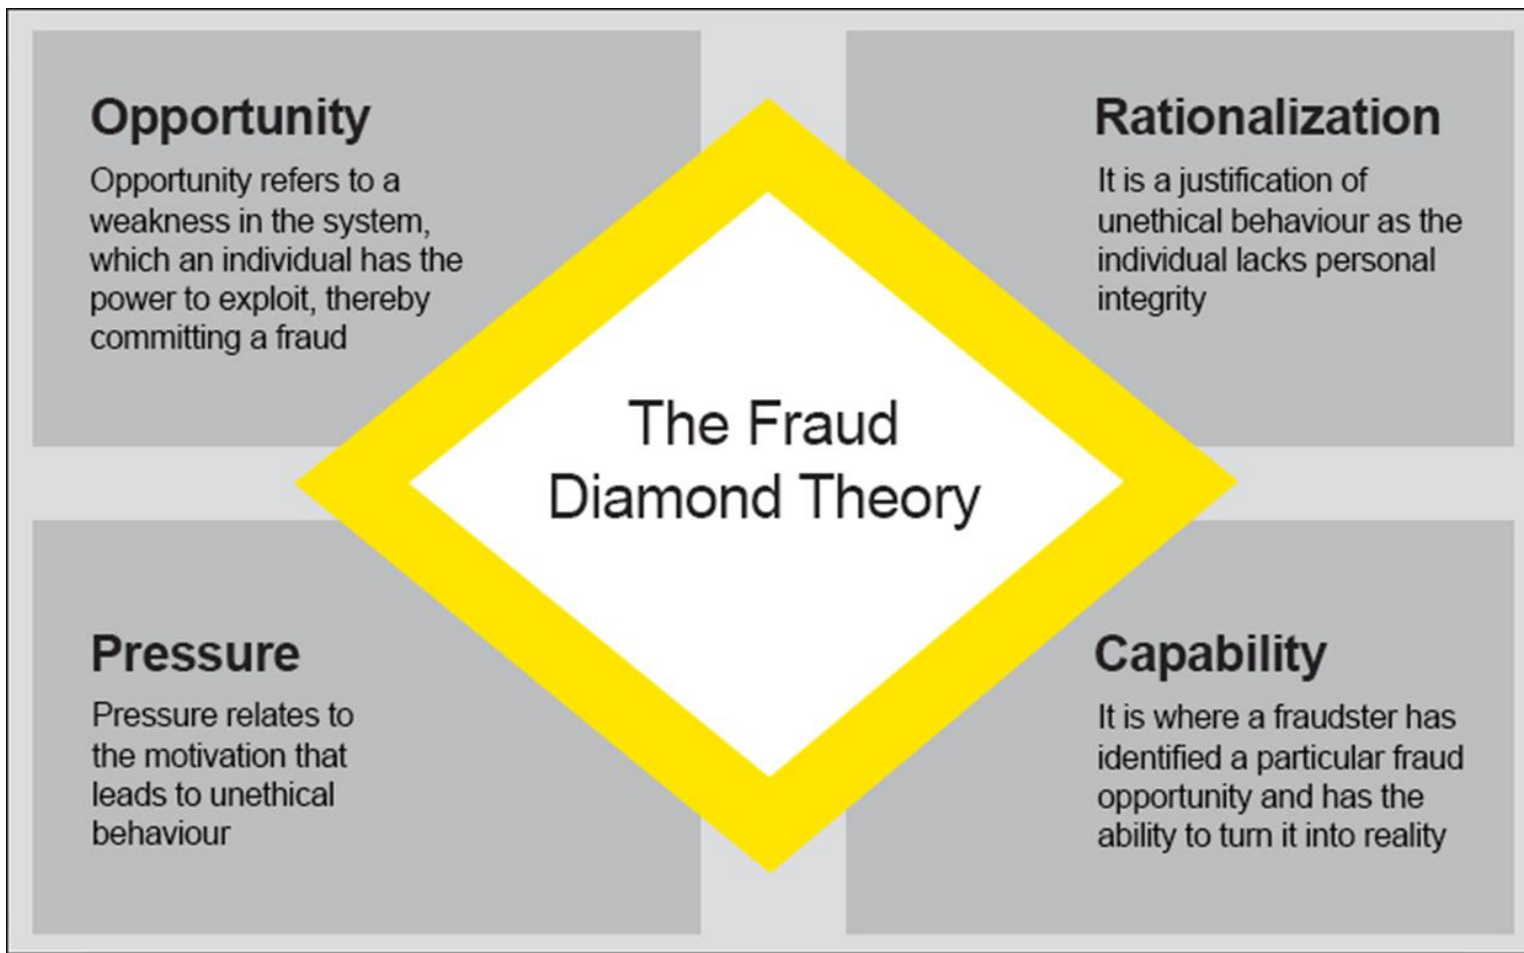 Opportunity
Opportunity refers to a
weakness in the system,
which an individual has the
power to exploit, thereby
committing a fraud
Rationalization
It is a justification of
unethical behaviour as the
individual lacks personal
integrity
The Fraud
Diamond Theory
Pressure
Pressure relates to
the motivation that
leads to unethical
behaviour
Capability
It is where a fraudster has
identified a particular fraud
opportunity and has the
ability to turn it into reality